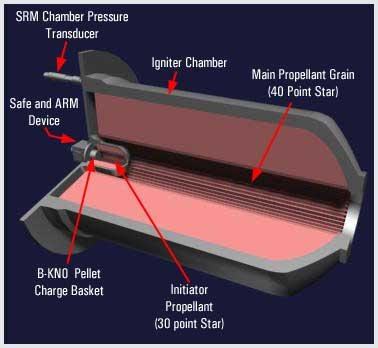 SRM Chamber Pressure
Transducer
Igniter Chamber
Main Propellant Grain
(40 Point Star)
Safe and ARM
Device
B-KNO Pellet
Charge Basket
Initiator
Propellant
(30 point Star)